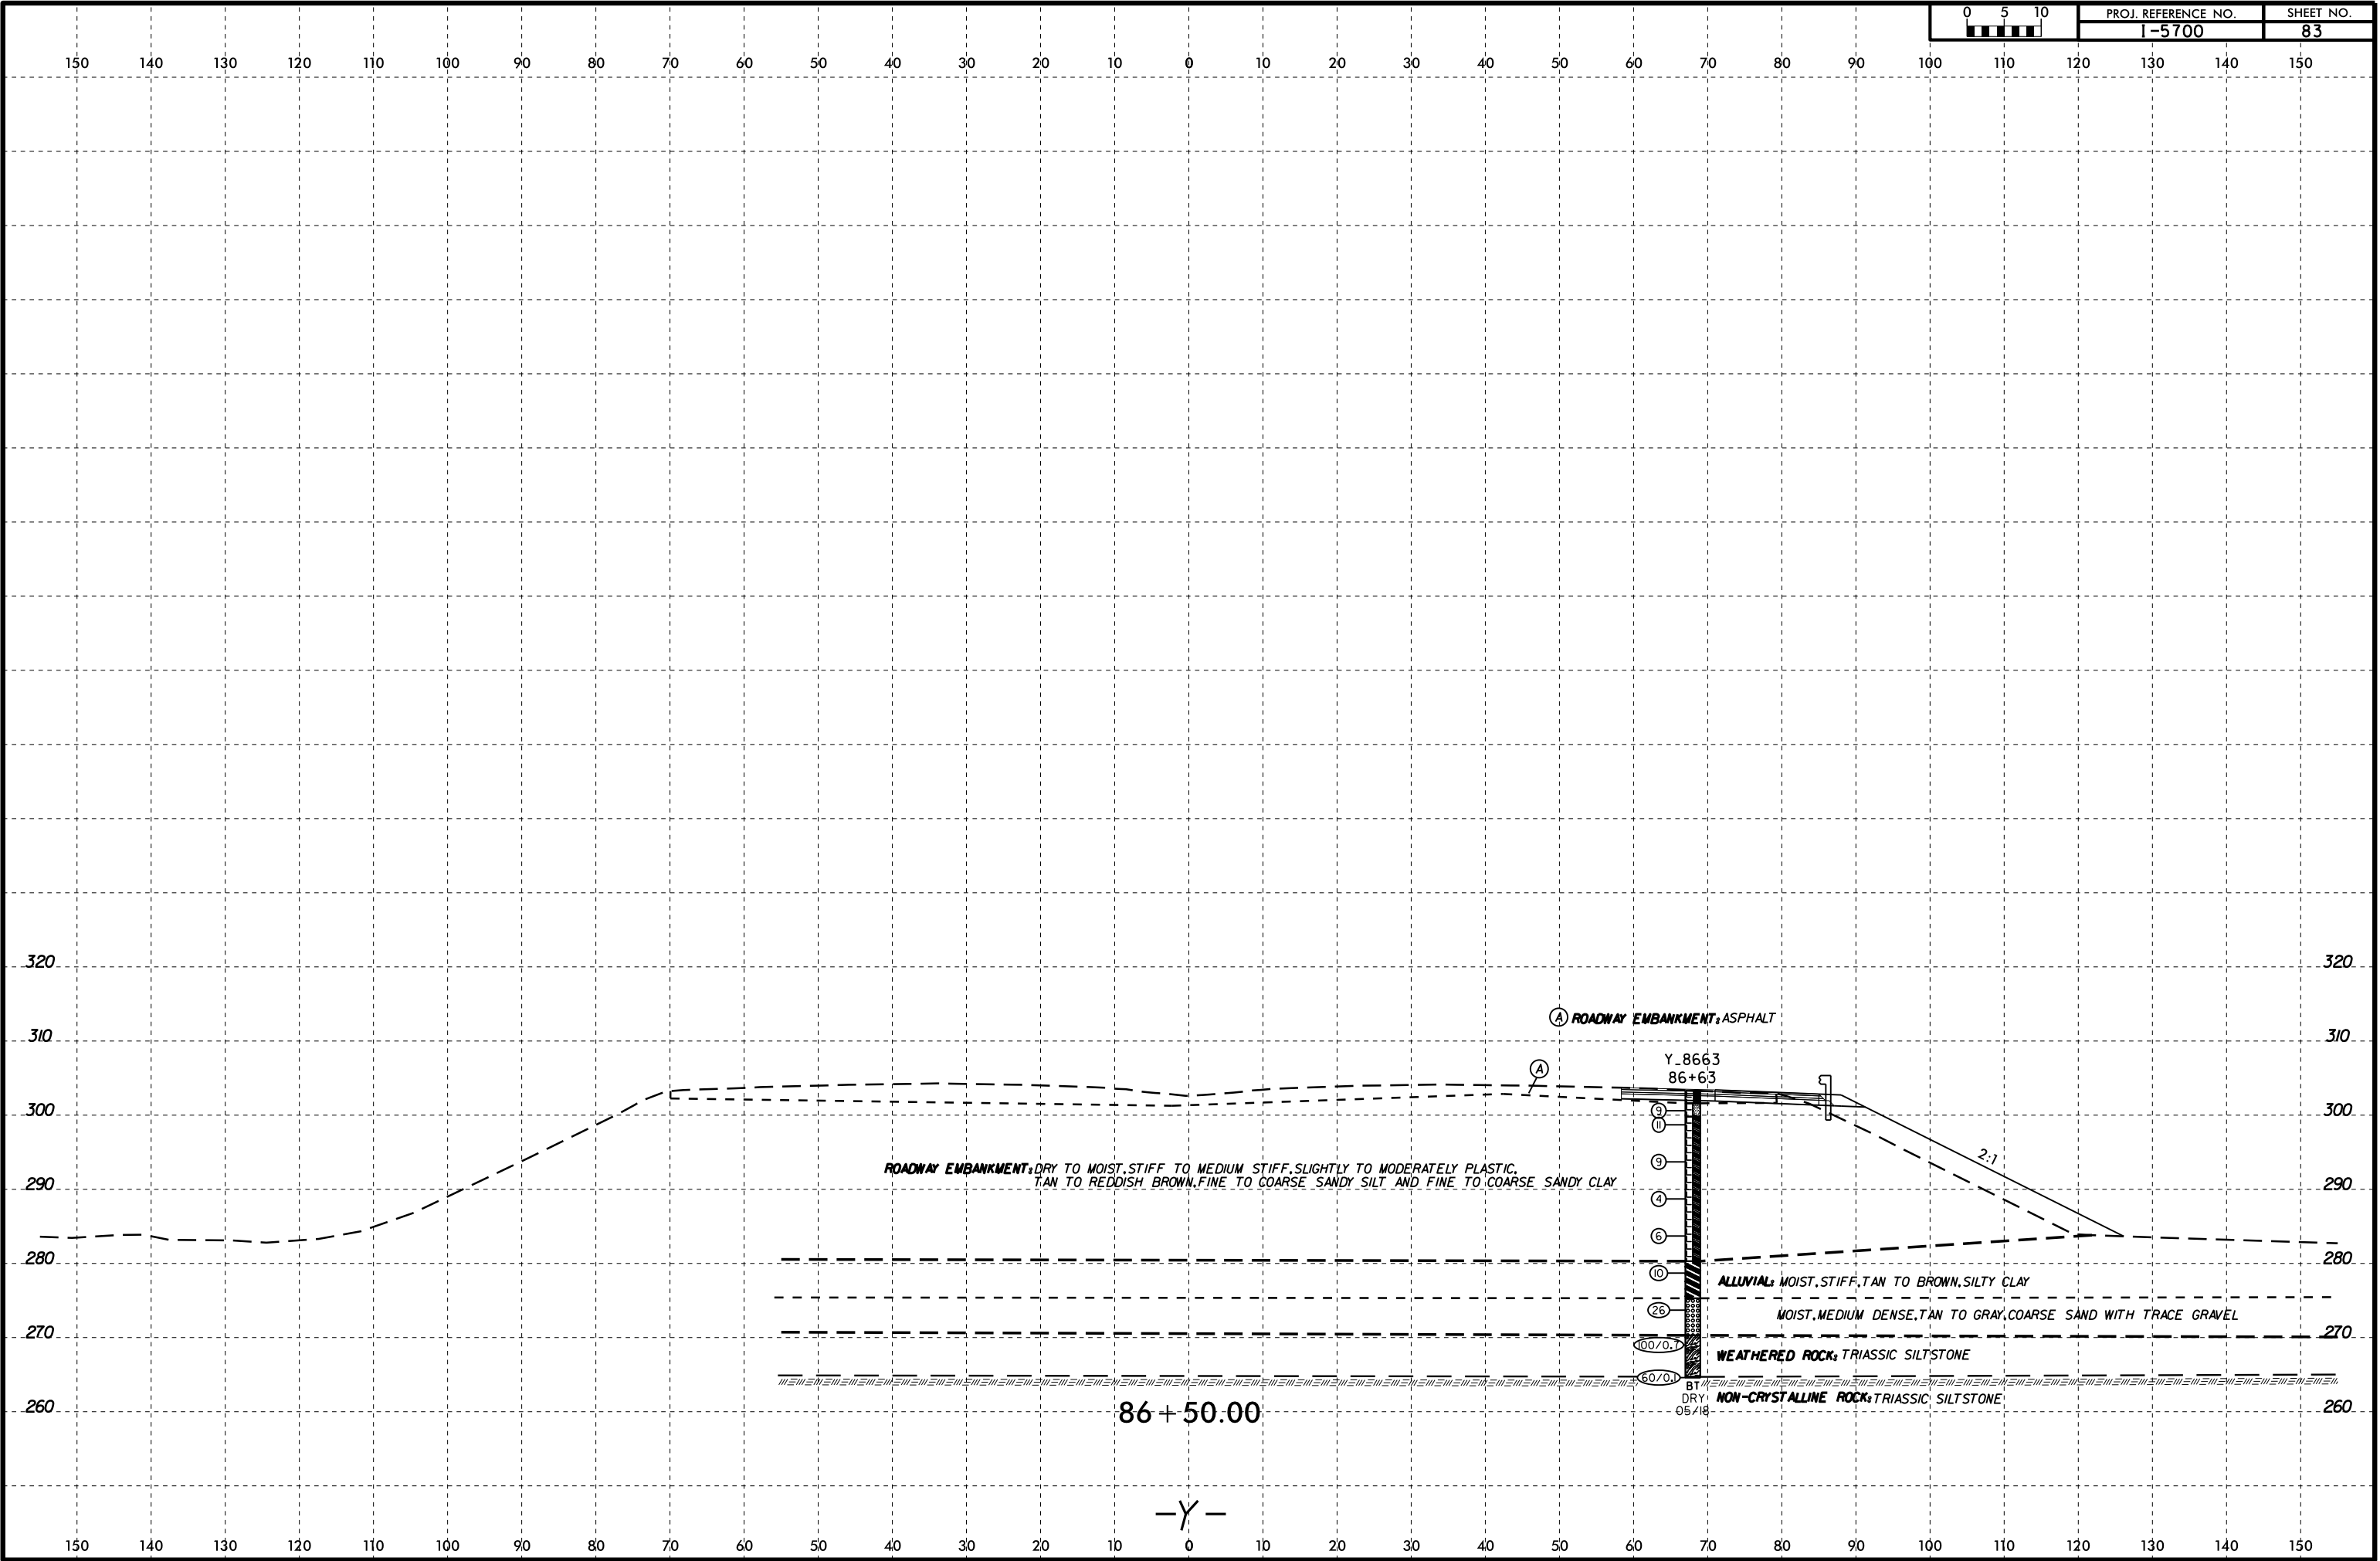 0 5 10
PROJ. REFERENCE NO. SHEET NO.
I-5700 83
150 140 130 120 110 100 90 80 70 60 50 40 30 20 10 0 10 20 30 40 50 60 70 80 90 100 110 120 130 140 150
320 320
Ⓐ ROADWAY EMBANKMENT: ASPHALT
310 310
Y_8663
A
86+63
300 300
9
11
2:1
9
ROADWAY EMBANKMENT: DRY TO MOIST, STIFF TO MEDIUM STIFF, SLIGHTLY TO MODERATELY PLASTIC,
TAN TO REDDISH BROWN, FINE TO COARSE SANDY SILT AND FINE TO COARSE SANDY CLAY
290 290
4
6
280 280
10
ALLUVIAL: MOIST, STIFF, TAN TO BROWN, SILTY CLAY
26
MOIST, MEDIUM DENSE, TAN TO GRAY, COARSE SAND WITH TRACE GRAVEL
270 270
100/0.7
WEATHERED ROCK: TRIASSIC SILTSTONE
60/0.1
BT
DRY
NON-CRYSTALLINE ROCK: TRIASSIC SILTSTONE
05/18
260 260
86+50.00
-Y-
150 140 130 120 110 100 90 80 70 60 50 40 30 20 10 0 10 20 30 40 50 60 70 80 90 100 110 120 130 140 150